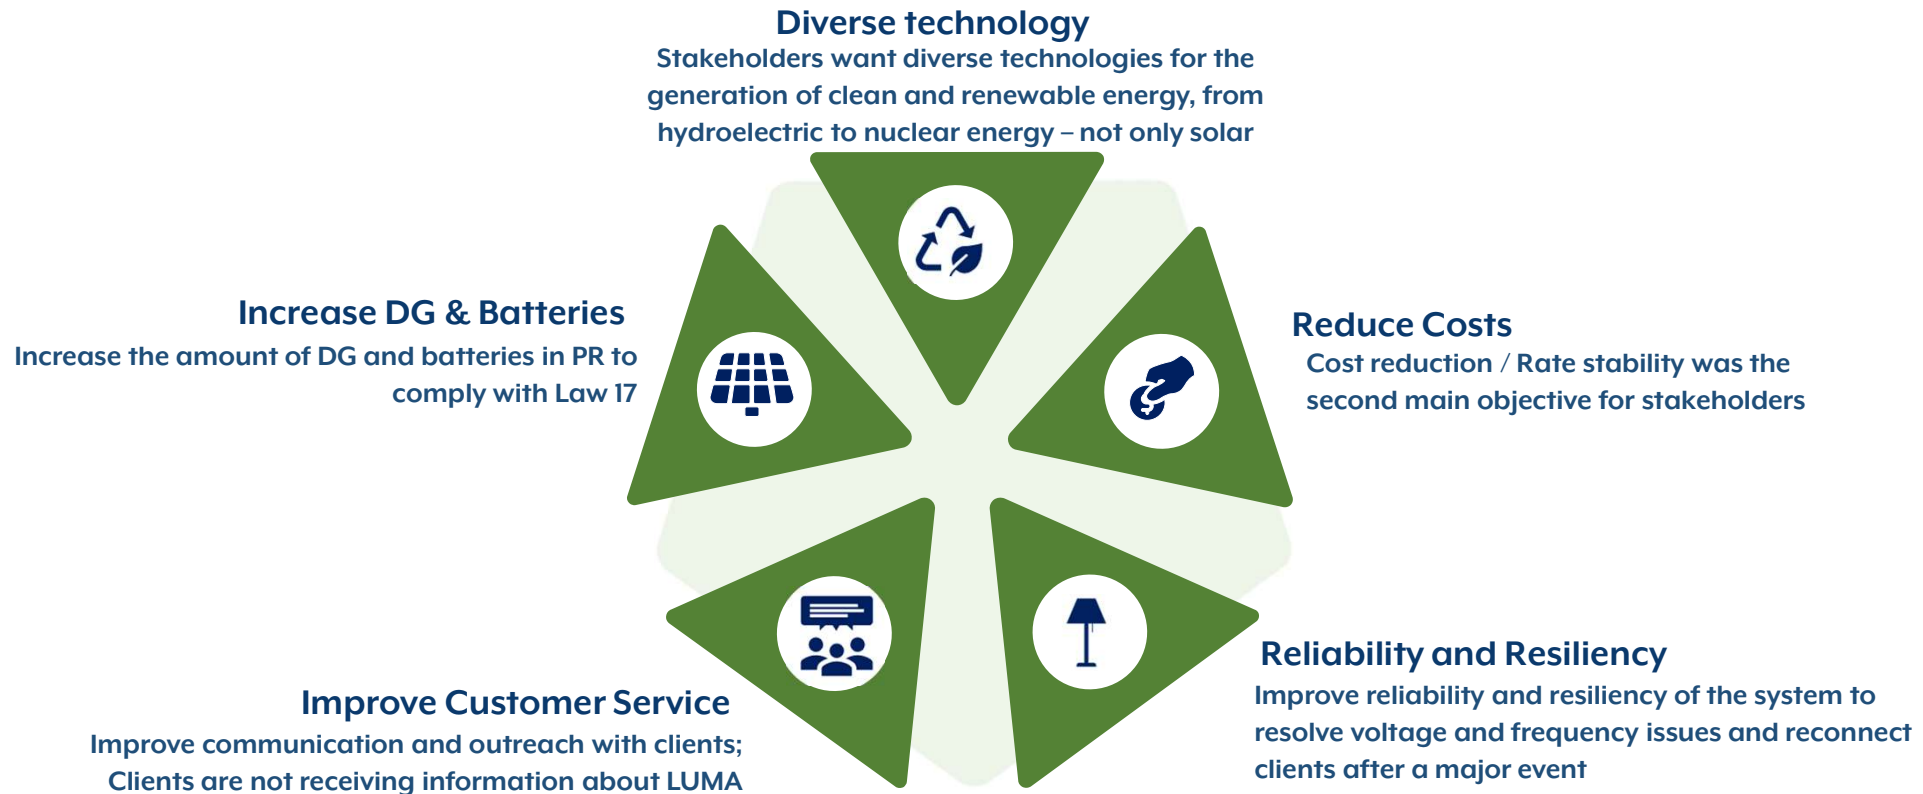 Diverse technology
Stakeholders want diverse technologies for the
generation of clean and renewable energy, from
hydroelectric to nuclear energy – not only solar
Increase DG & Batteries
Increase the amount of DG and batteries in PR to
comply with Law 17
Reduce Costs
Cost reduction / Rate stability was the
second main objective for stakeholders
Improve Customer Service
Improve communication and outreach with clients;
Clients are not receiving information about LUMA
Reliability and Resiliency
Improve reliability and resiliency of the system to
resolve voltage and frequency issues and reconnect
clients after a major event
$